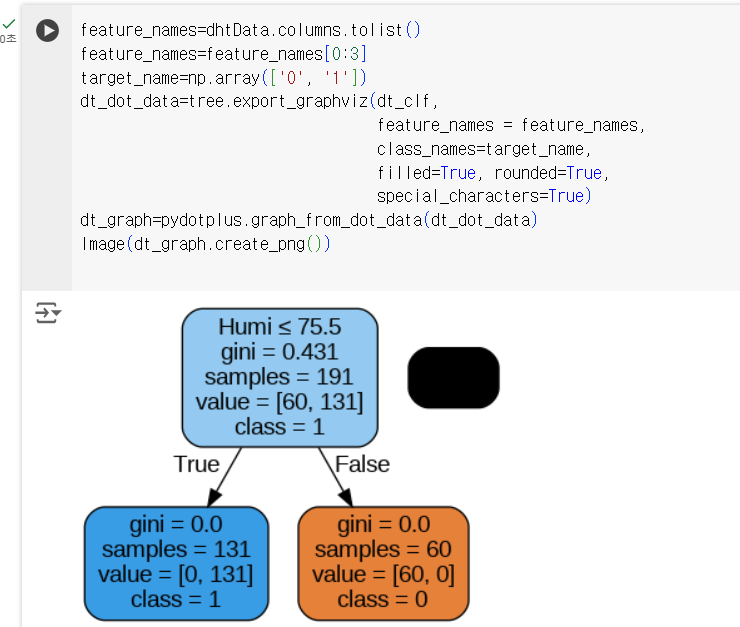 0초
feature_names=dhtData.columns.tolist()
feature_names=feature_names[0:3]
target_name=np.array(['0', '1'])
dt_dot_data=tree.export_graphviz(dt_clf,
feature_names = feature_names,
class_names=target_name,
filled=True, rounded=True,
special_characters=True)
dt_graph=pydotplus.graph_from_dot_data(dt_dot_data)
Image(dt_graph.create_png())
Humi ≤ 75.5
gini = 0.431
samples = 191
value = [60, 131]
class = 1
True
False
gini = 0.0
samples = 131
value = [0, 131]
class = 1
gini = 0.0
samples = 60
value = [60, 0]
class = 0